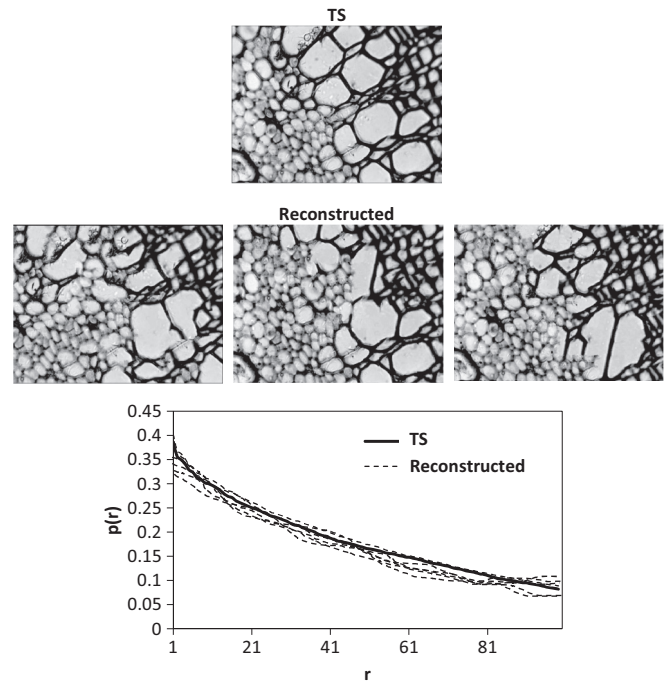 TS
Reconstructed
0.45
0.4
0.35
0.3
0.25
0.2
0.15
0.1
0.05
0
p(r)
TS
Reconstructed
1 21 41 61 81
r